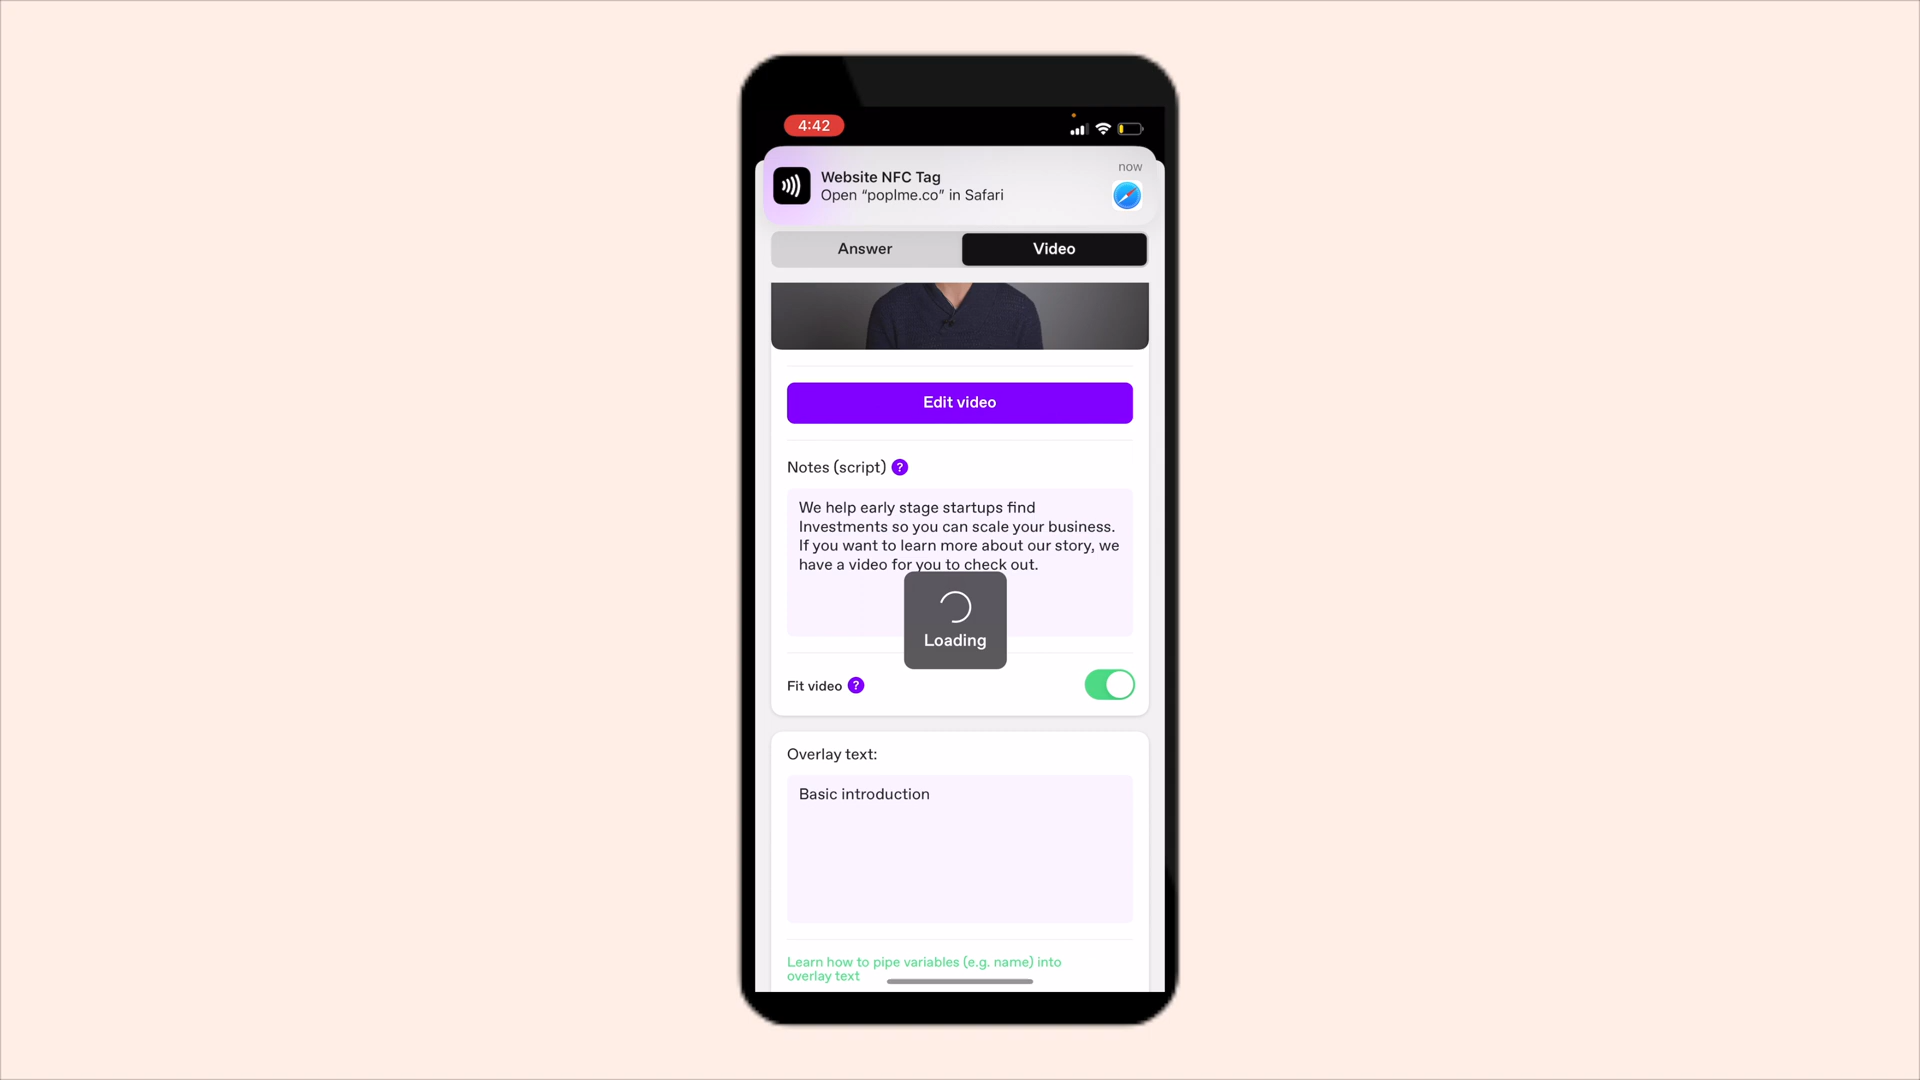 4:42
Website NFC Tag
now
Open “poplme.co” in Safari
Answer
Video
Edit video
Notes (script) ?
We help early stage startups find
Investments so you can scale your business.
If you want to learn more about our story, we
have a video for you to check out.
Loading
Fit video ?
Overlay text:
Basic introduction
Learn how to pipe variables (e.g. name) into
overlay text